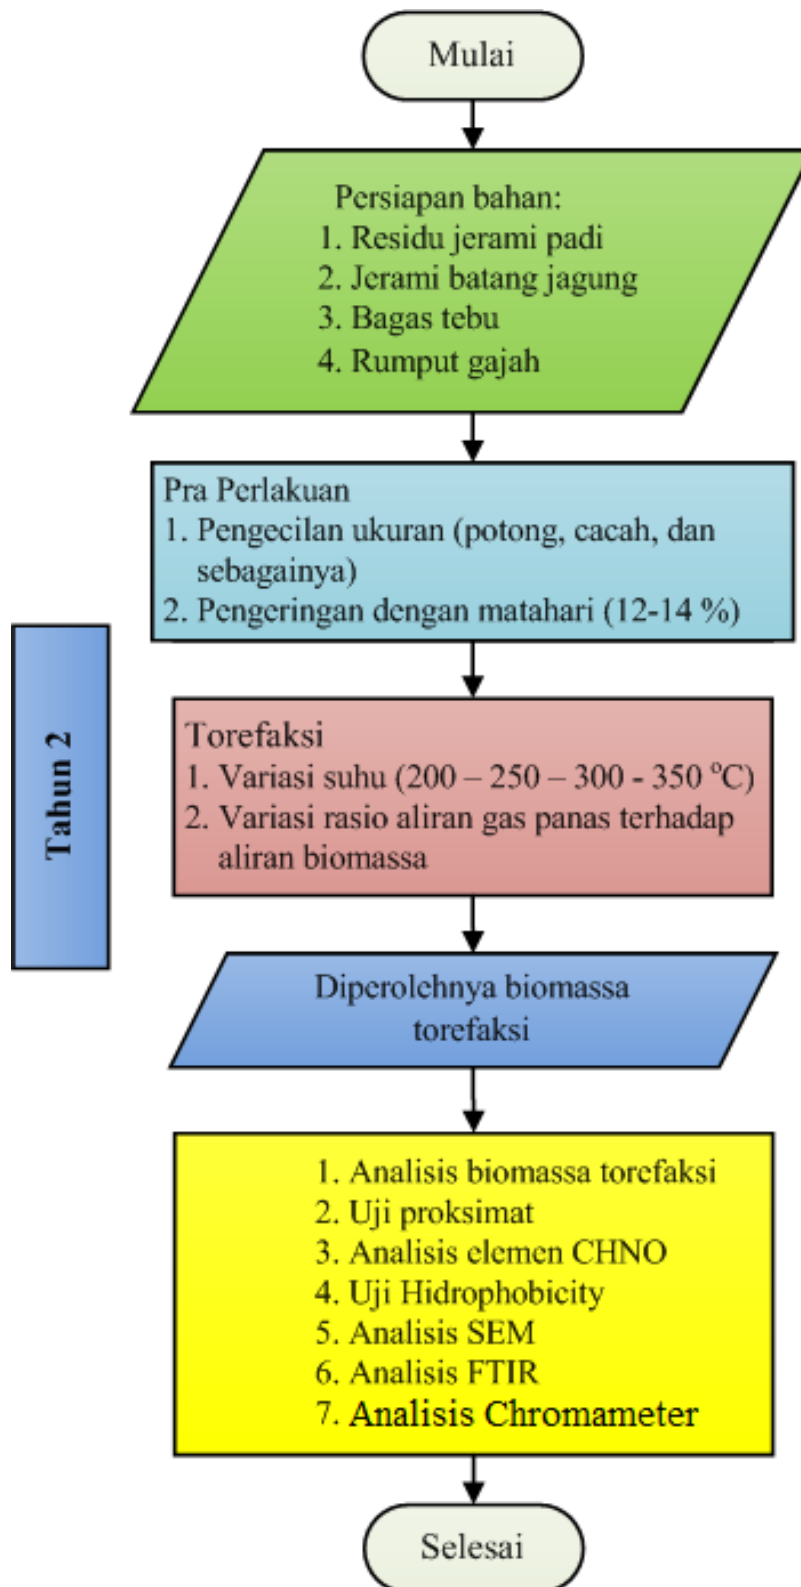 Mulai
Persiapan bahan:
1. Residu jerami padi
2. Jerami batang jagung
3. Bagas tebu
4. Rumput gajah
Pra Perlakuan
1. Pengecilan ukuran (potong, cacah, dan
sebagainya)
2. Pengeringan dengan matahari (12-14 %)
Tahun 2
Torefaksi
1. Variasi suhu (200 – 250 – 300 - 350 °C)
2. Variasi rasio aliran gas panas terhadap
aliran biomassa
Diperolehnya biomassa
torefaksi
1. Analisis biomassa torefaksi
2. Uji proksimat
3. Analisis elemen CHNO
4. Uji Hidrophobicity
5. Analisis SEM
6. Analisis FTIR
7. Analisis Chromameter
Selesai